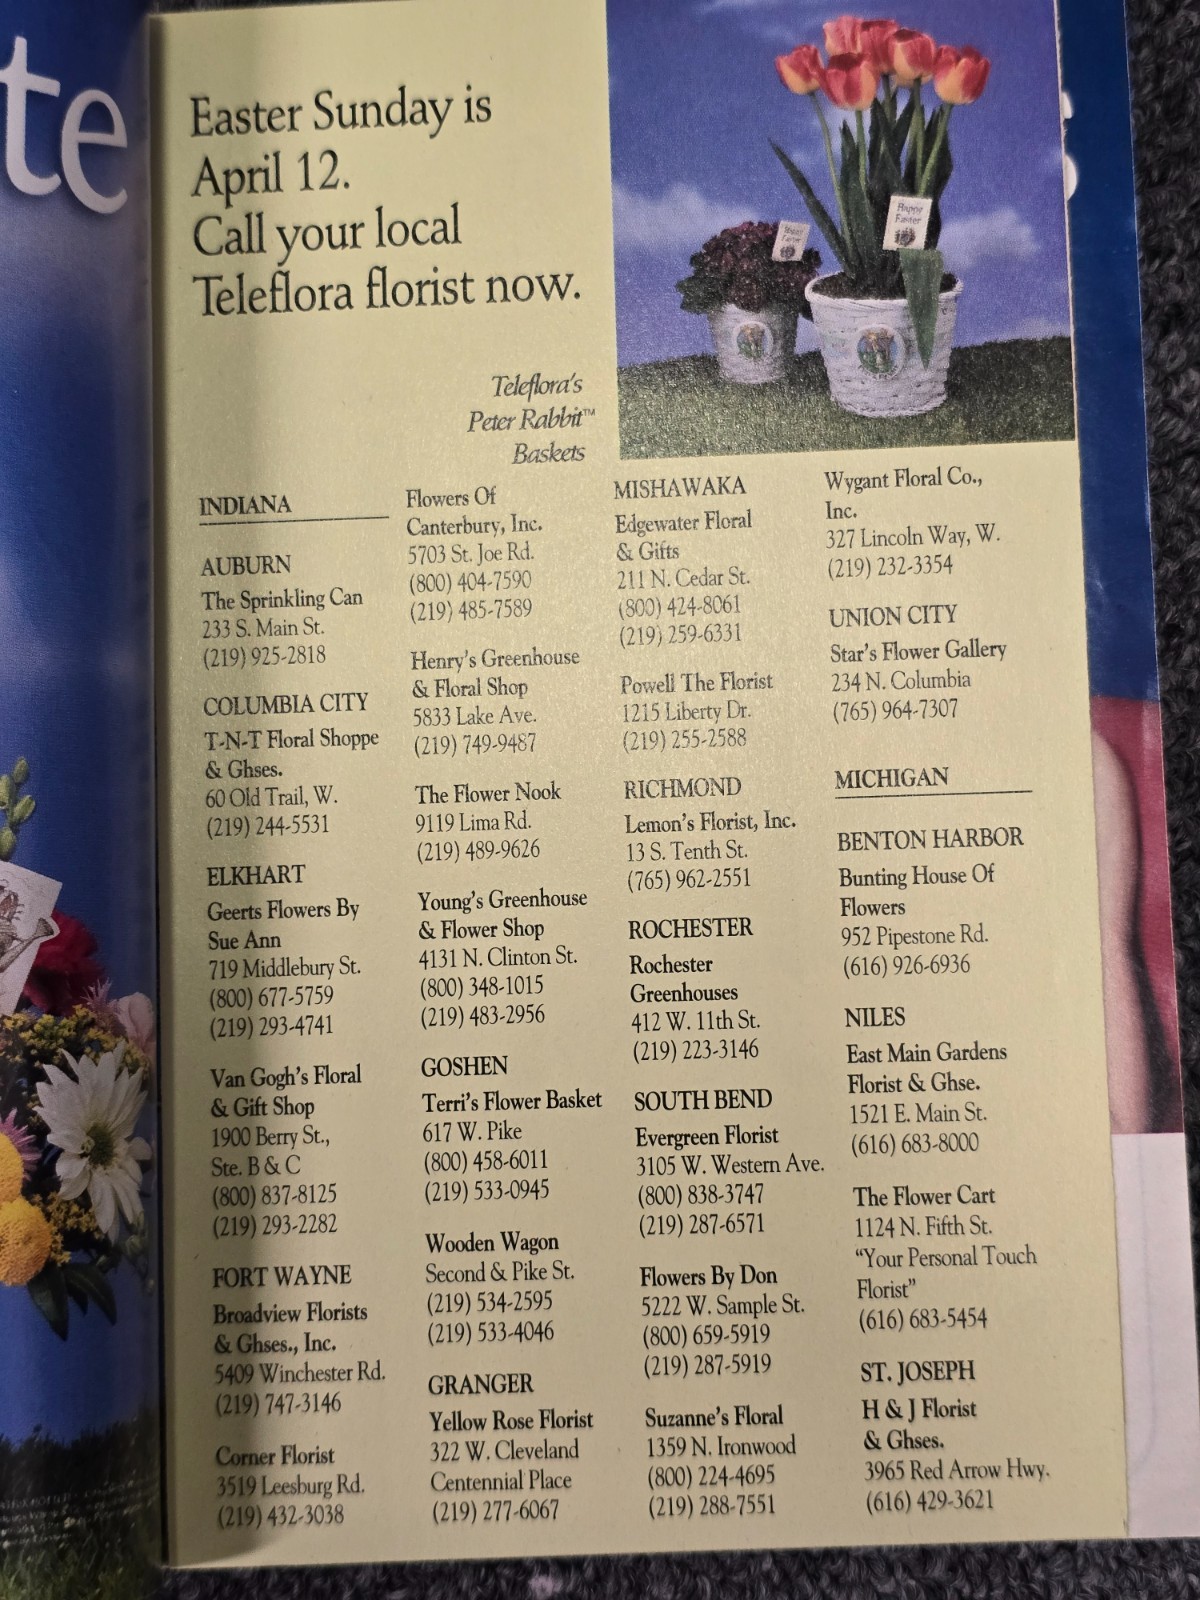 te
Easter Sunday is
April 12.
Call your local
Teleflora florist now.
Happy
Easter
Teleflora's
Peter Rabbit™
Baskets
INDIANA
AUBURN
The Sprinkling Can
233 S. Main St.
(219) 925-2818
COLUMBIA CITY
T-N-T Floral Shoppe
& Ghses.
60 Old Trail, W.
(219) 244-5531
ELKHART
Geerts Flowers By
Sue Ann
719 Middlebury St.
(800) 677-5759
(219) 293-4741
Van Gogh's Floral
& Gift Shop
1900 Berry St.,
Ste. B & C
(800) 837-8125
(219) 293-2282
FORT WAYNE
Broadview Florists
& Ghses., Inc.
5409 Winchester Rd.
(219) 747-3146
Corner Florist
3519 Leesburg Rd.
(219) 432-3038
Flowers Of
Canterbury, Inc.
5703 St. Joe Rd.
(800) 404-7590
(219) 485-7589
Henry's Greenhouse
& Floral Shop
5833 Lake Ave.
(219) 749-9487
The Flower Nook
9119 Lima Rd.
(219) 489-9626
Young's Greenhouse
& Flower Shop
4131 N. Clinton St.
(800) 348-1015
(219) 483-2956
GOSHEN
Terri's Flower Basket
617 W. Pike
(800) 458-6011
(219) 533-0945
Wooden Wagon
Second & Pike St.
(219) 534-2595
(219) 533-4046
GRANGER
Yellow Rose Florist
322 W. Cleveland
Centennial Place
(219) 277-6067
MISHAWAKA
Edgewater Floral
& Gifts
211 N. Cedar St.
(800) 424-8061
(219) 259-6331
Powell The Florist
1215 Liberty Dr.
(219) 255-2588
RICHMOND
Lemon's Florist, Inc.
13 S. Tenth St.
(765) 962-2551
ROCHESTER
Rochester
Greenhouses
412 W. 11th St.
(219) 223-3146
SOUTH BEND
Evergreen Florist
3105 W. Western Ave.
(800) 838-3747
(219) 287-6571
Flowers By Don
5222 W. Sample St.
(800) 659-5919
(219) 287-5919
Suzanne's Floral
1359 N. Ironwood
(800) 224-4695
(219) 288-7551
Wygant Floral Co.,
Inc.
327 Lincoln Way, W.
(219) 232-3354
UNION CITY
Star's Flower Gallery
234 N. Columbia
(765) 964-7307
MICHIGAN
BENTON HARBOR
Bunting House Of
Flowers
952 Pipestone Rd.
(616) 926-6936
NILES
East Main Gardens
Florist & Ghse.
1521 E. Main St.
(616) 683-8000
The Flower Cart
1124 N. Fifth St.
“Your Personal Touch
Florist”
(616) 683-5454
ST. JOSEPH
H & J Florist
& Ghses.
3965 Red Arrow Hwy.
(616) 429-3621